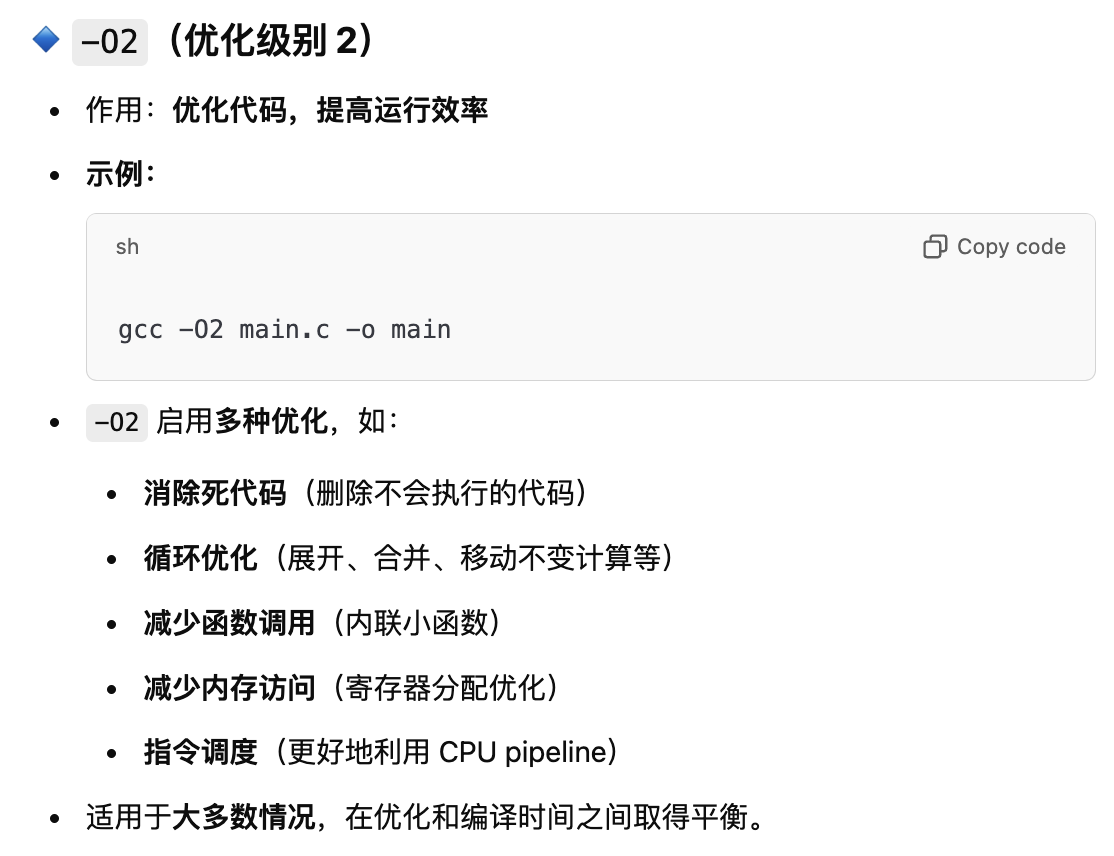 -O2（优化级别 2）
作用：优化代码，提高运行效率
示例：
sh
Copy code
gcc -O2 main.c -o main
-O2 启用多种优化，如：
消除死代码（删除不会执行的代码）
循环优化（展开、合并、移动不变计算等）
减少函数调用（内联小函数）
减少内存访问（寄存器分配优化）
指令调度（更好地利用 CPU pipeline）
适用于大多数情况，在优化和编译时间之间取得平衡。